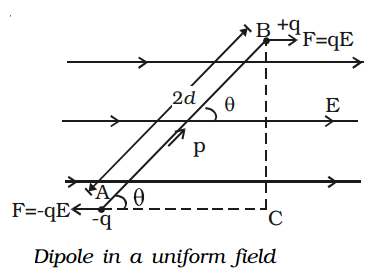 B +q
F=qE
2d
θ
E
p
A
θ
F=-qE
-q
C
Dipole in a uniform field